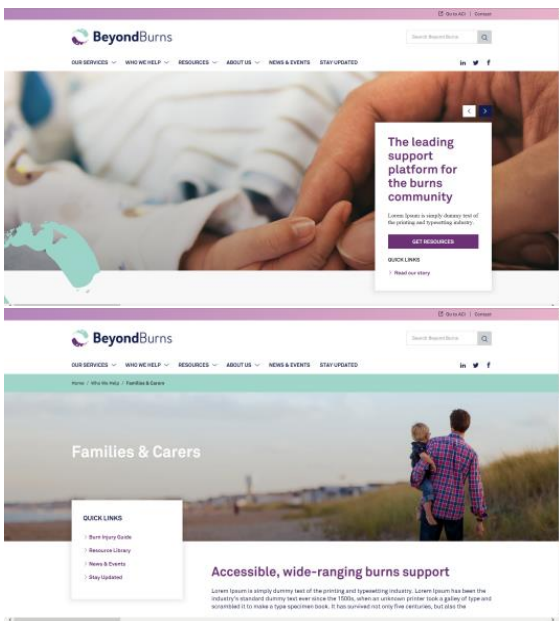 Go to ACI | Contact
BeyondBurns
Search Beyond Burns
OUR SERVICES WHO WE HELP RESOURCES ABOUT US NEWS & EVENTS STAY UPDATED
in f
< >
The leading
support
platform for
the burns
community
Lorem Ipsum is simply dummy text of
the printing and typesetting industry.
GET RESOURCES
QUICK LINKS
> Read our story
Go to ACI | Contact
BeyondBurns
Search Beyond Burns
OUR SERVICES WHO WE HELP RESOURCES ABOUT US NEWS & EVENTS STAY UPDATED
in f
Home / Who We Help / Families & Carers
Families & Carers
QUICK LINKS
> Burn Injury Guide
> Resource Library
> News & Events
> Stay Updated
Accessible, wide-ranging burns support
Lorem Ipsum is simply dummy text of the printing and typesetting industry. Lorem Ipsum has been the
industry's standard dummy text ever since the 1500s, when an unknown printer took a galley of type and
scrambled it to make a type specimen book. It has survived not only five centuries, but also the